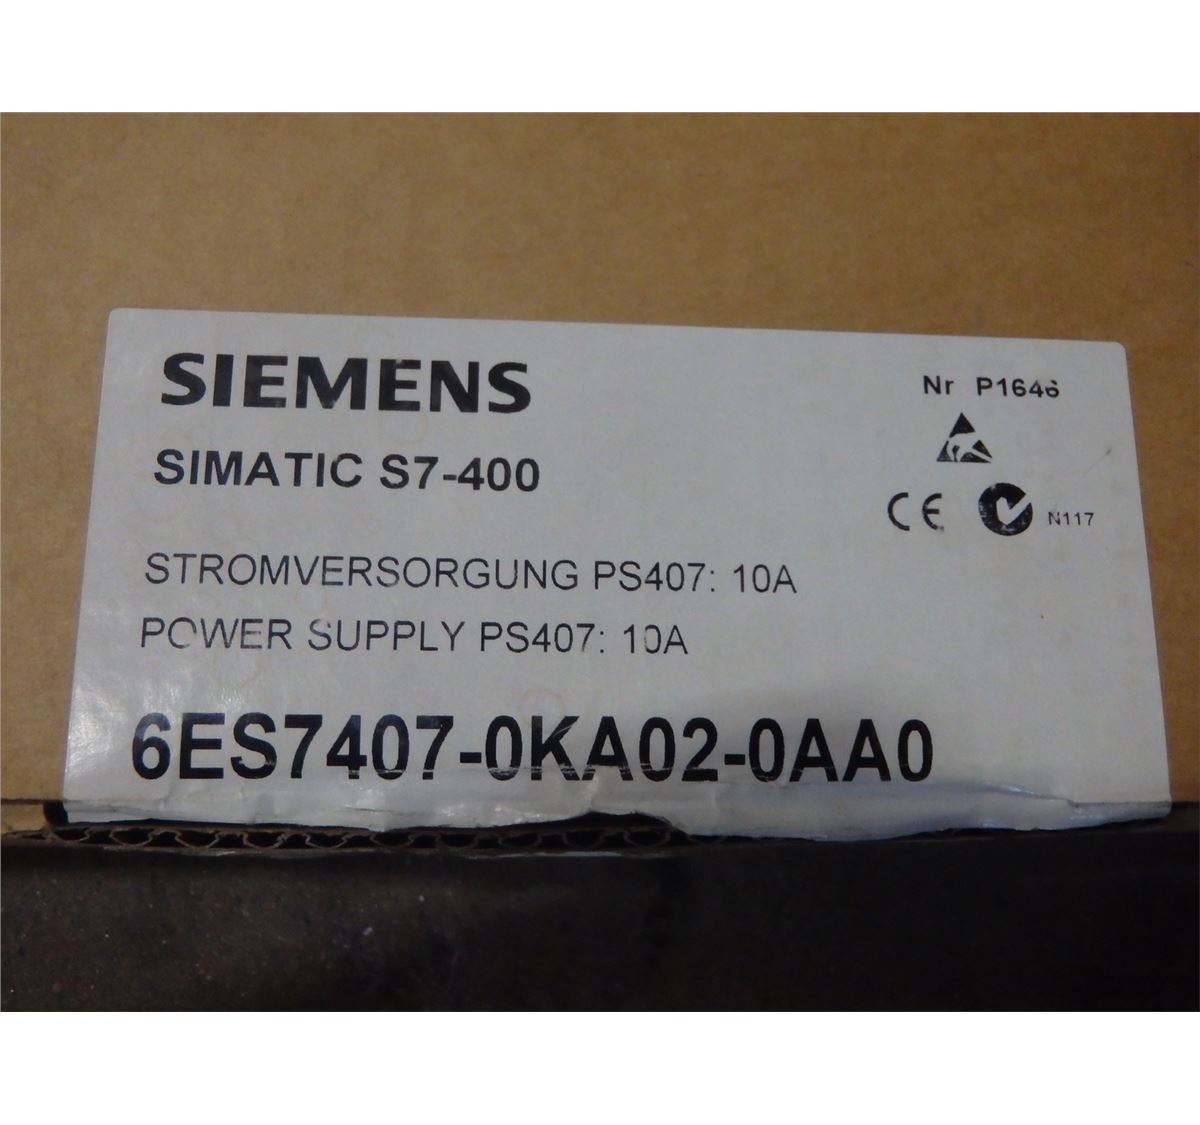 SIEMENS
Nr P1646
SIMATIC S7-400
CE
N117
STROMVERSORGUNG PS407: 10A
POWER SUPPLY PS407: 10A
6ES7407-0KA02-0AA0